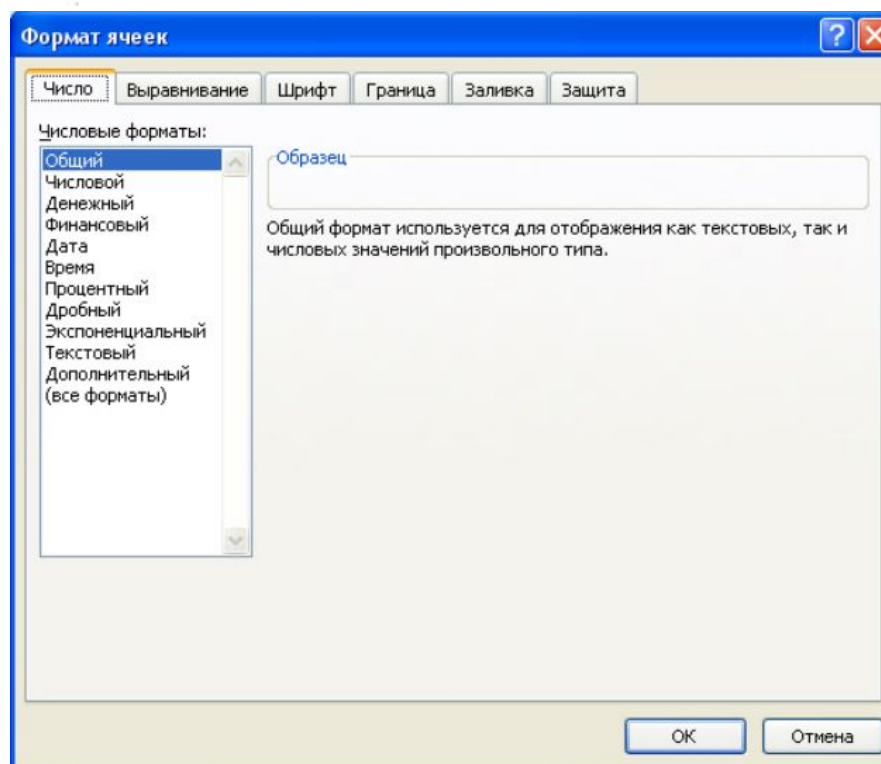 Формат ячеек
Число Выравнивание Шрифт Граница Заливка Защита
Числовые форматы:
Общий
Числовой
Денежный
Финансовый
Дата
Время
Процентный
Дробный
Экспоненциальный
Текстовый
Дополнительный
(все форматы)
Образец
Общий формат используется для отображения как текстовых, так и
числовых значений произвольного типа.
ОК Отмена